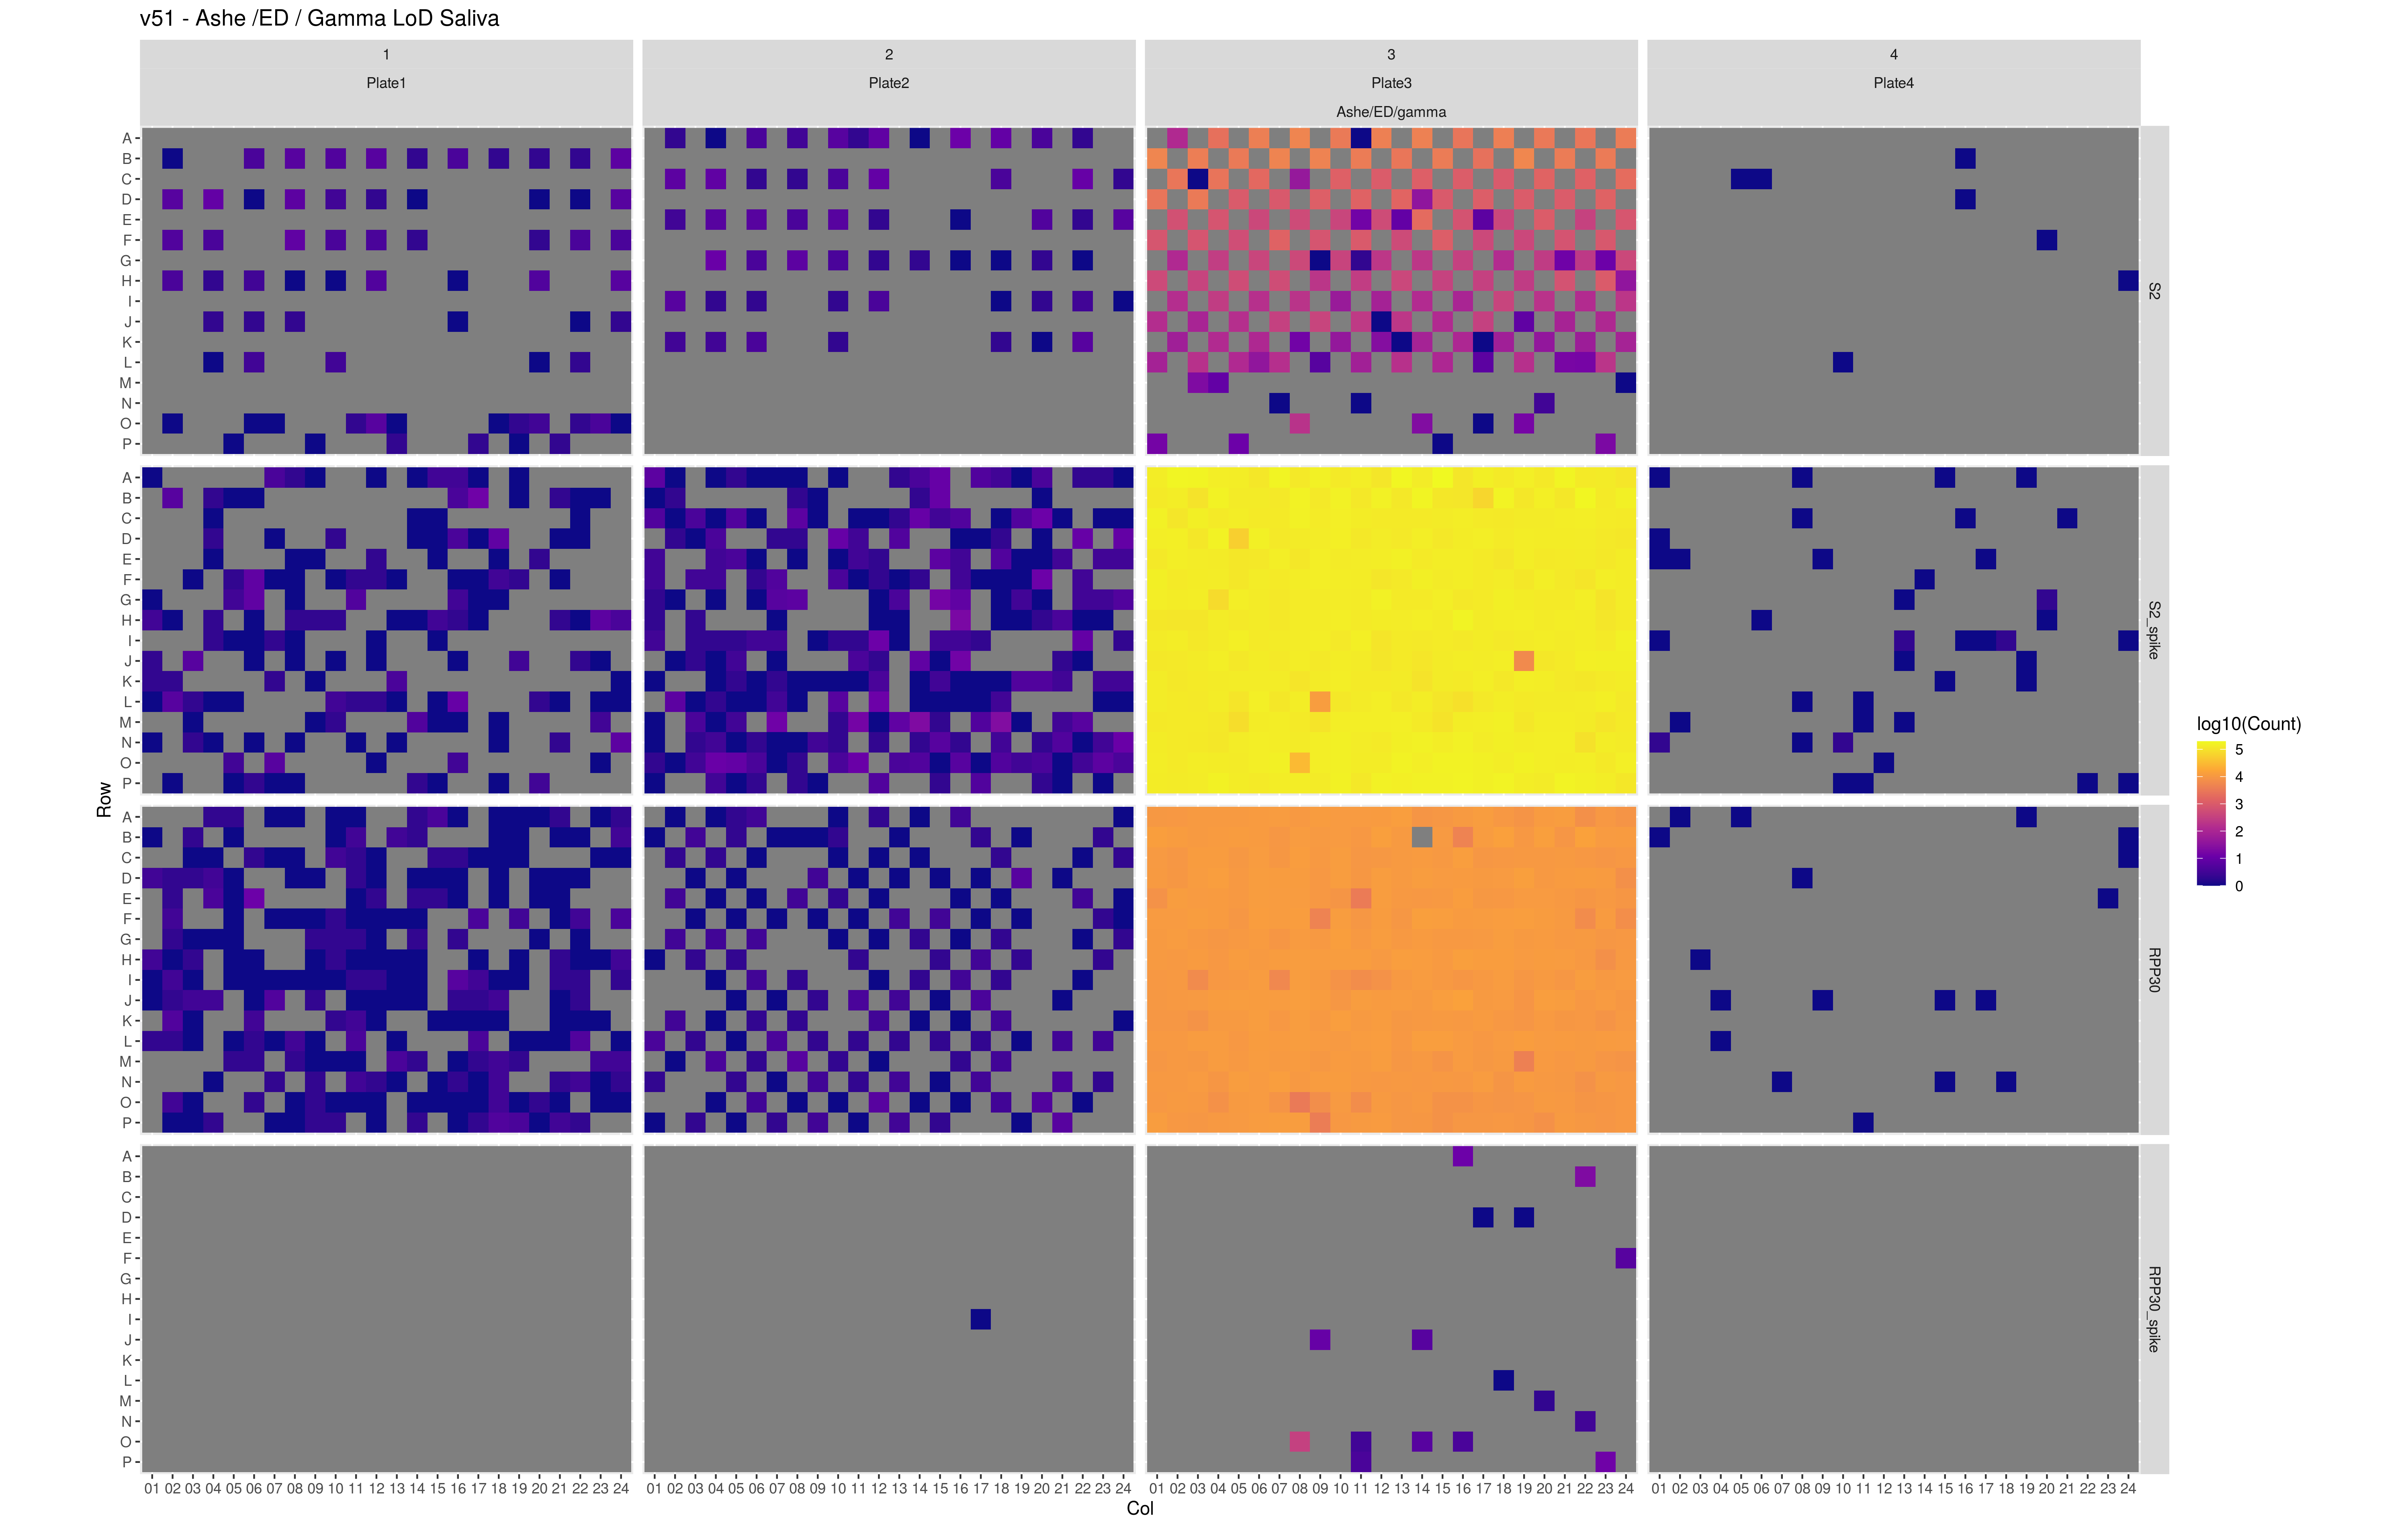 v51 - Ashe /ED / Gamma LoD Saliva
1 2 3 4
Plate1 Plate2 Plate3 Plate4
Ashe/ED/gamma
A
B
C
D
E
F
G
H
I
J
K
L
M
N
O
P
S2
A
B
C
D
E
F
G
H
I
J
K
L
M
N
O
P
S2_spike
A
B
C
D
E
F
G
H
I
J
K
L
M
N
O
P
RPP30
A
B
C
D
E
F
G
H
I
J
K
L
M
N
O
P
RPP30_spike
Row
01 02 03 04 05 06 07 08 09 10 11 12 13 14 15 16 17 18 19 20 21 22 23 24 01 02 03 04 05 06 07 08 09 10 11 12 13 14 15 16 17 18 19 20 21 22 23 24 01 02 03 04 05 06 07 08 09 10 11 12 13 14 15 16 17 18 19 20 21 22 23 24 01 02 03 04 05 06 07 08 09 10 11 12 13 14 15 16 17 18 19 20 21 22 23 24
Col
log10(Count)
5
4
3
2
1
0